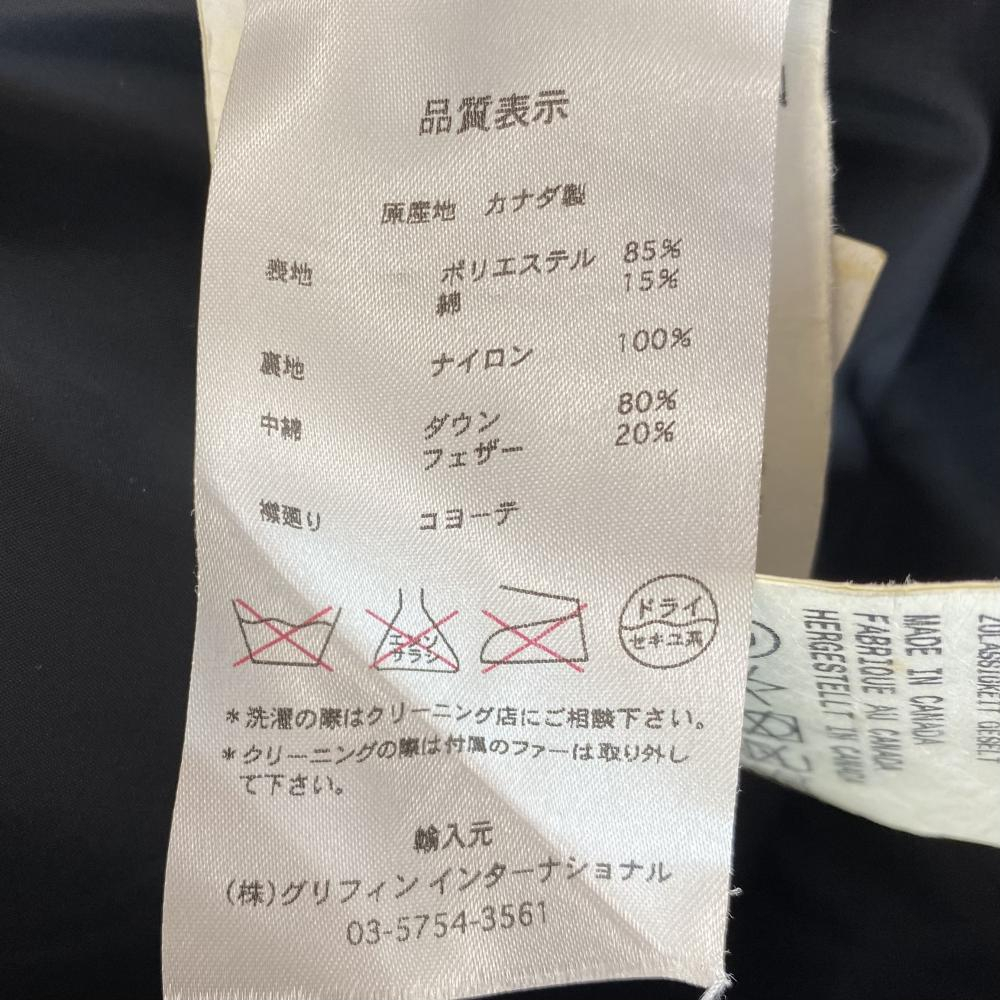 品質表示
原産地 カナダ製
表地 ポリエステル 85%
綿 15%
裏地 ナイロン 100%
中綿 ダウン 80%
フェザー 20%
襟廻り コヨーテ
エンソ
サラシ
ドライ
セキユ系
*洗濯の際はクリーニング店にご相談下さい。
*クリーニングの際は付属のファーは取り外し
て下さい。
輸入元
(株)グリフィン インターナショナル
03-5754-3561
MADE IN CANADA
FABRIQUE AU CANADA
HERGESTELLT IN